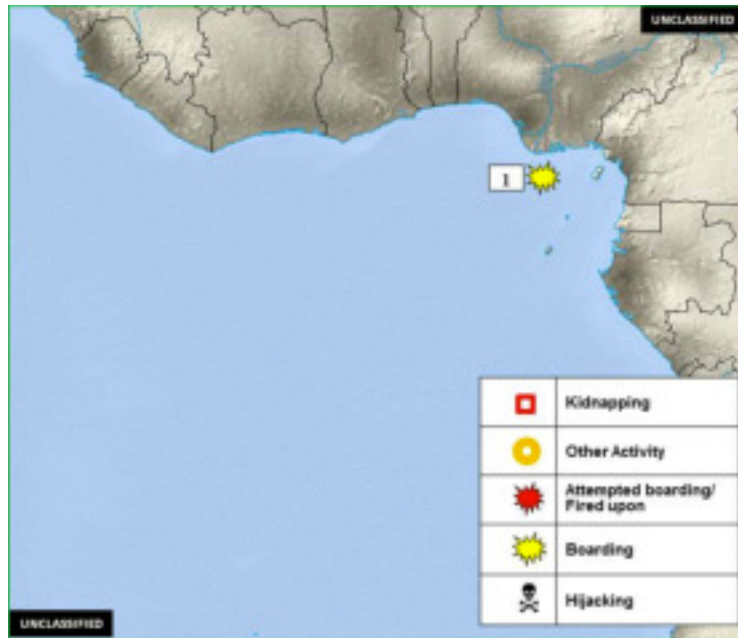 UNCLASSIFIED
1
Kidnapping
Other Activity
Attempted boarding/
Fired upon
Boarding
Hijacking
UNCLASSIFIED